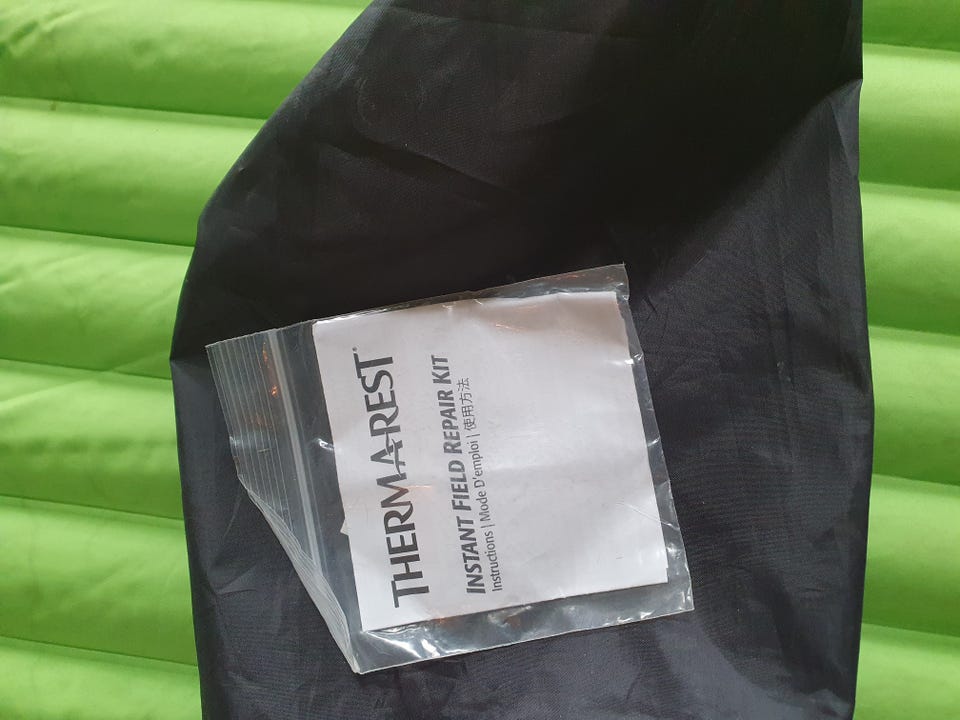 THERMAREST®
INSTANT FIELD REPAIR KIT
Instructions | Mode D'emploi | 使用方法